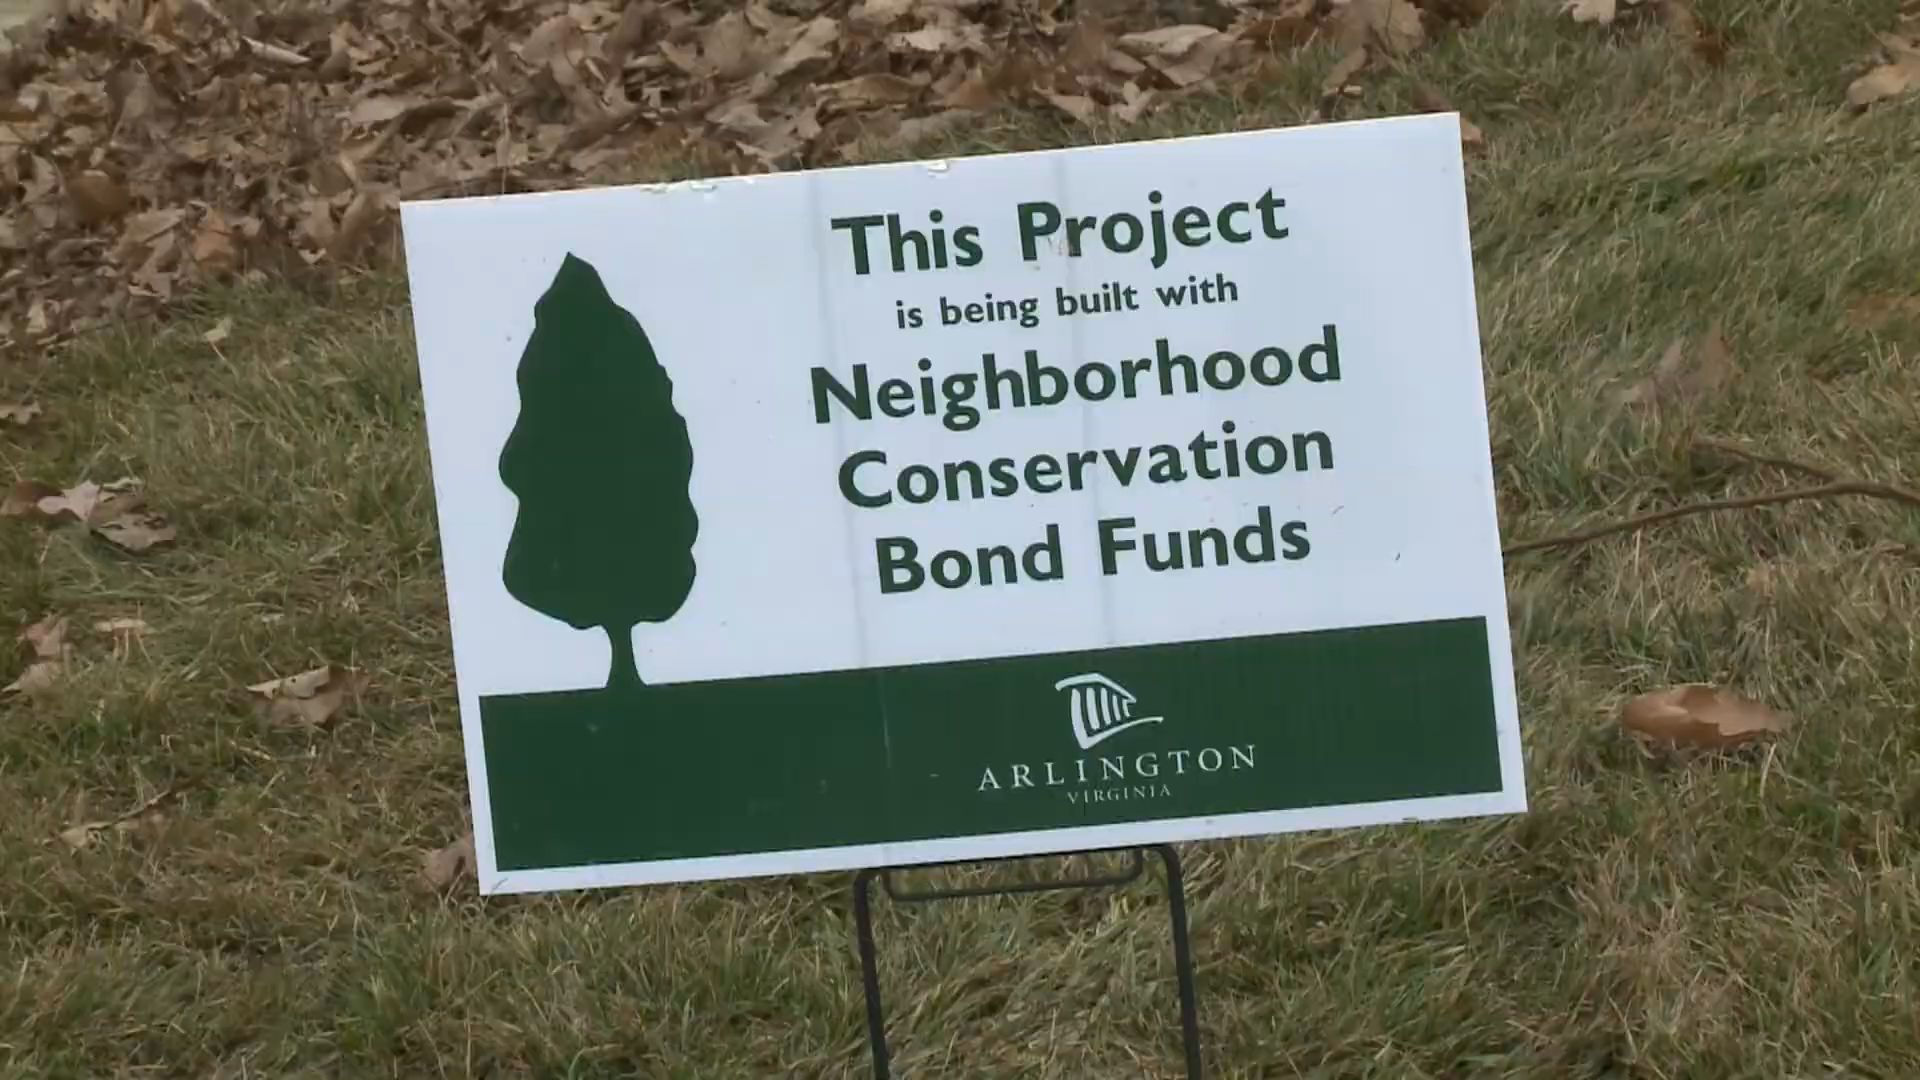 This Project
is being built with
Neighborhood
Conservation
Bond Funds
ARLINGTON
VIRGINIA